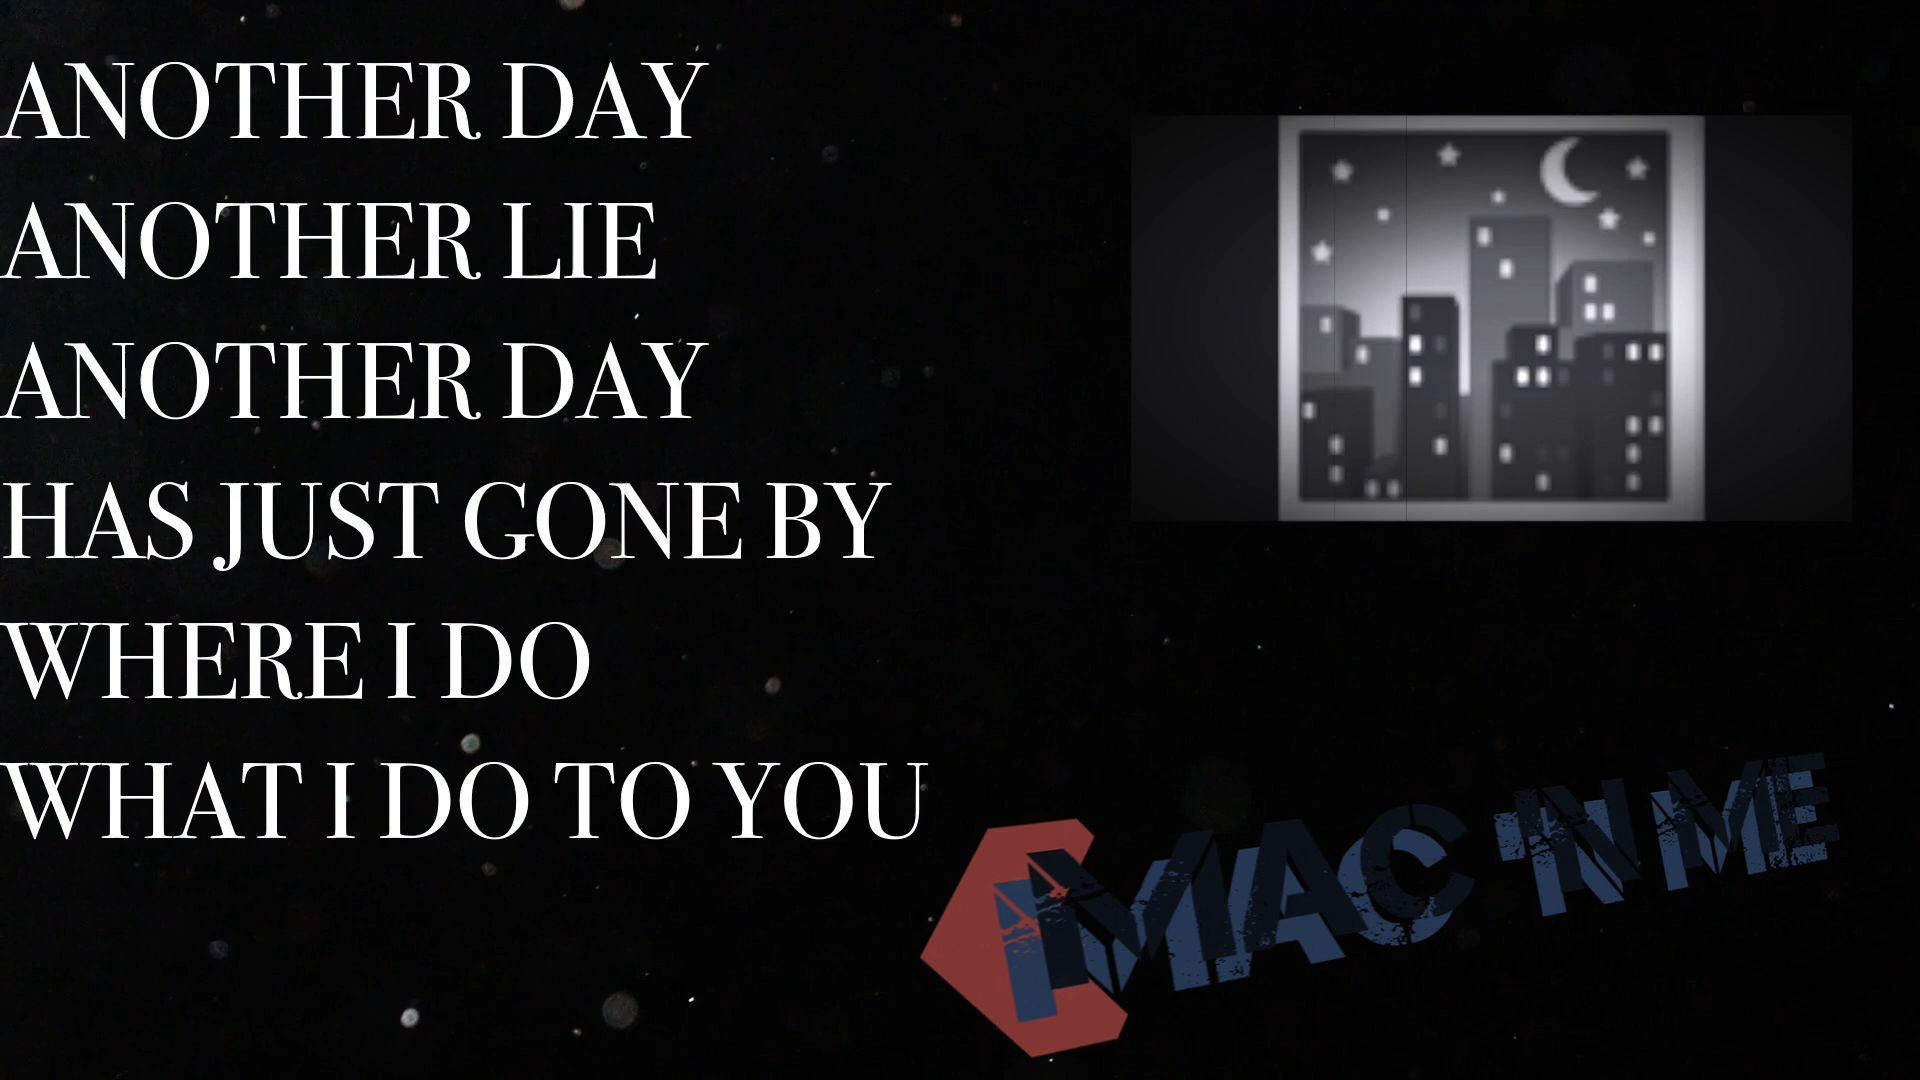 ANOTHER DAY
ANOTHER LIE
ANOTHER DAY
HAS JUST GONE BY
WHERE I DO
WHAT I DO TO YOU
MAC 'N ME